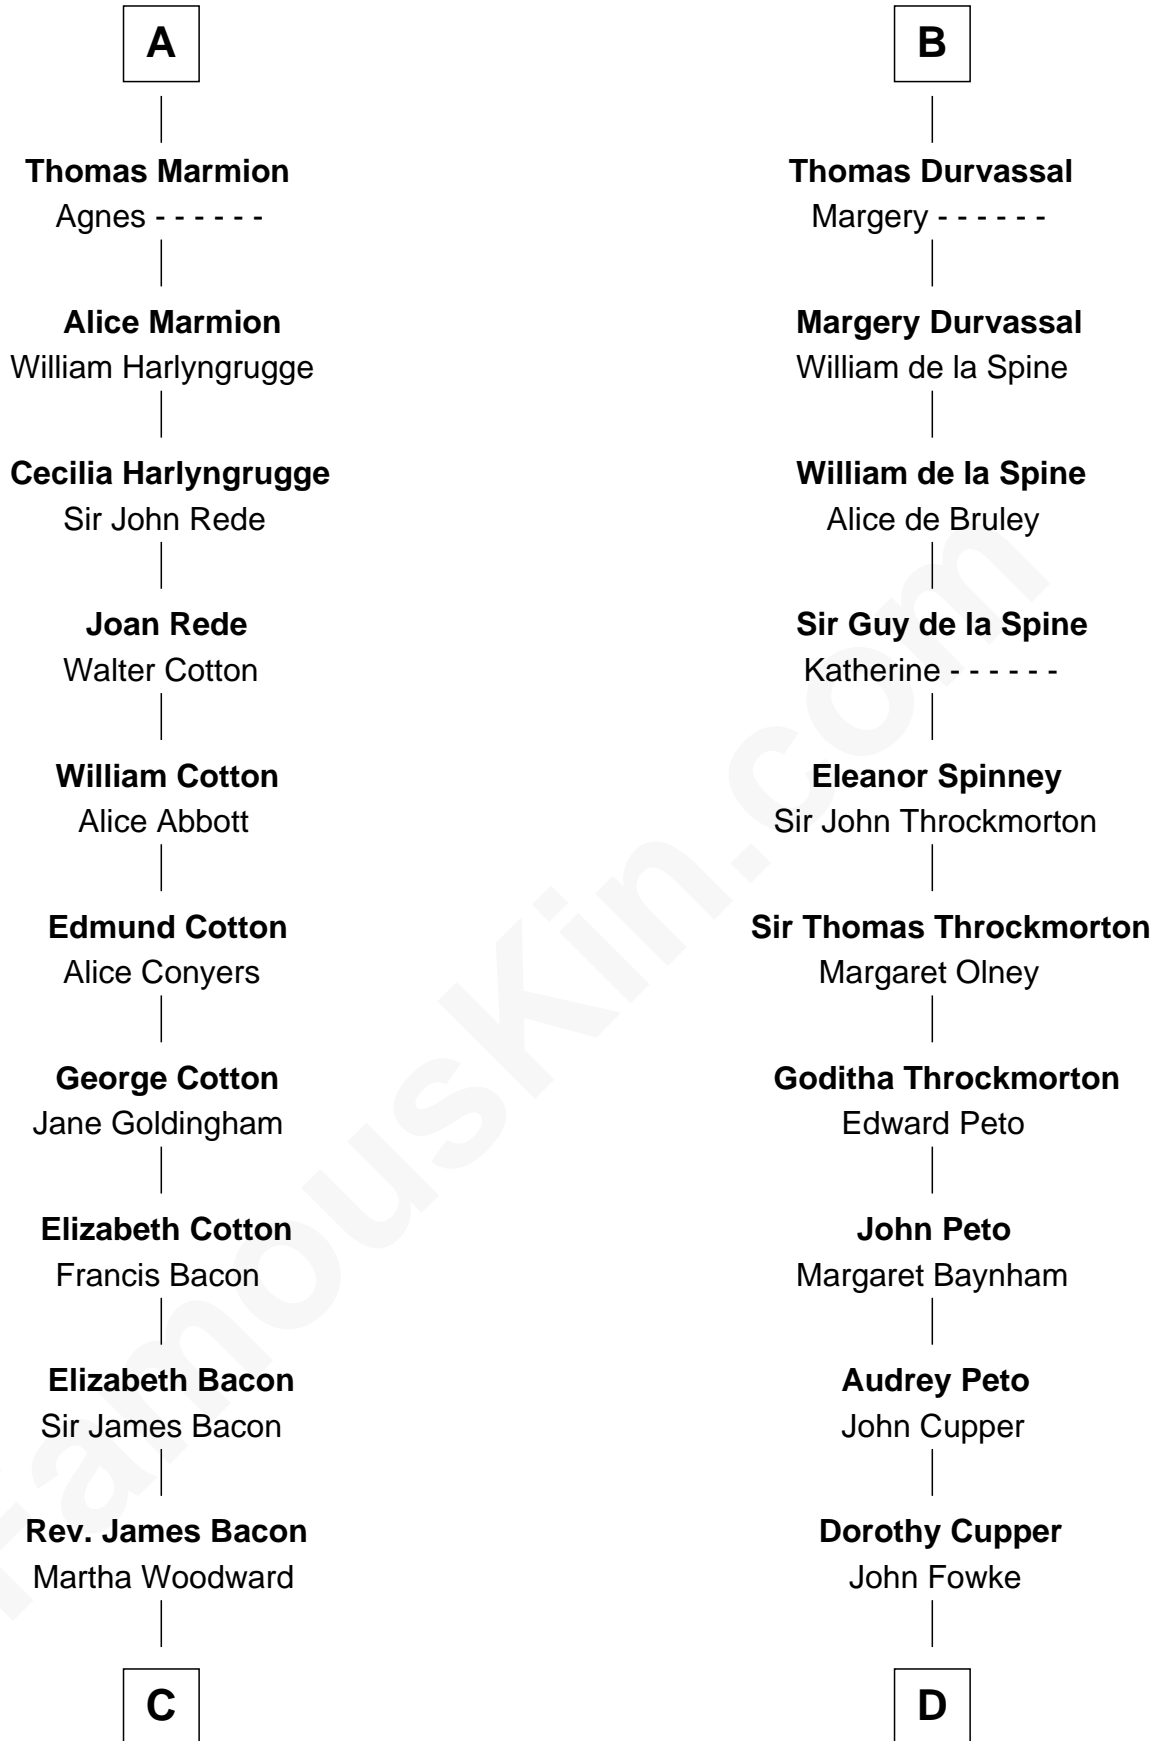 A
Thomas Marmion
Agnes - - - - - -
Alice Marmion
William Harlyngrugge
Cecilia Harlyngrugge
Sir John Rede
Joan Rede
Walter Cotton
William Cotton
Alice Abbott
Edmund Cotton
Alice Conyers
George Cotton
Jane Goldingham
Elizabeth Cotton
Francis Bacon
Elizabeth Bacon
Sir James Bacon
Rev. James Bacon
Martha Woodward
C
B
Thomas Durvassal
Margery - - - - - -
Margery Durvassal
William de la Spine
William de la Spine
Alice de Bruley
Sir Guy de la Spine
Katherine - - - - - -
Eleanor Spinney
Sir John Throckmorton
Sir Thomas Throckmorton
Margaret Olney
Goditha Throckmorton
Edward Peto
John Peto
Margaret Baynham
Audrey Peto
John Cupper
Dorothy Cupper
John Fowke
D
FamousKin.com